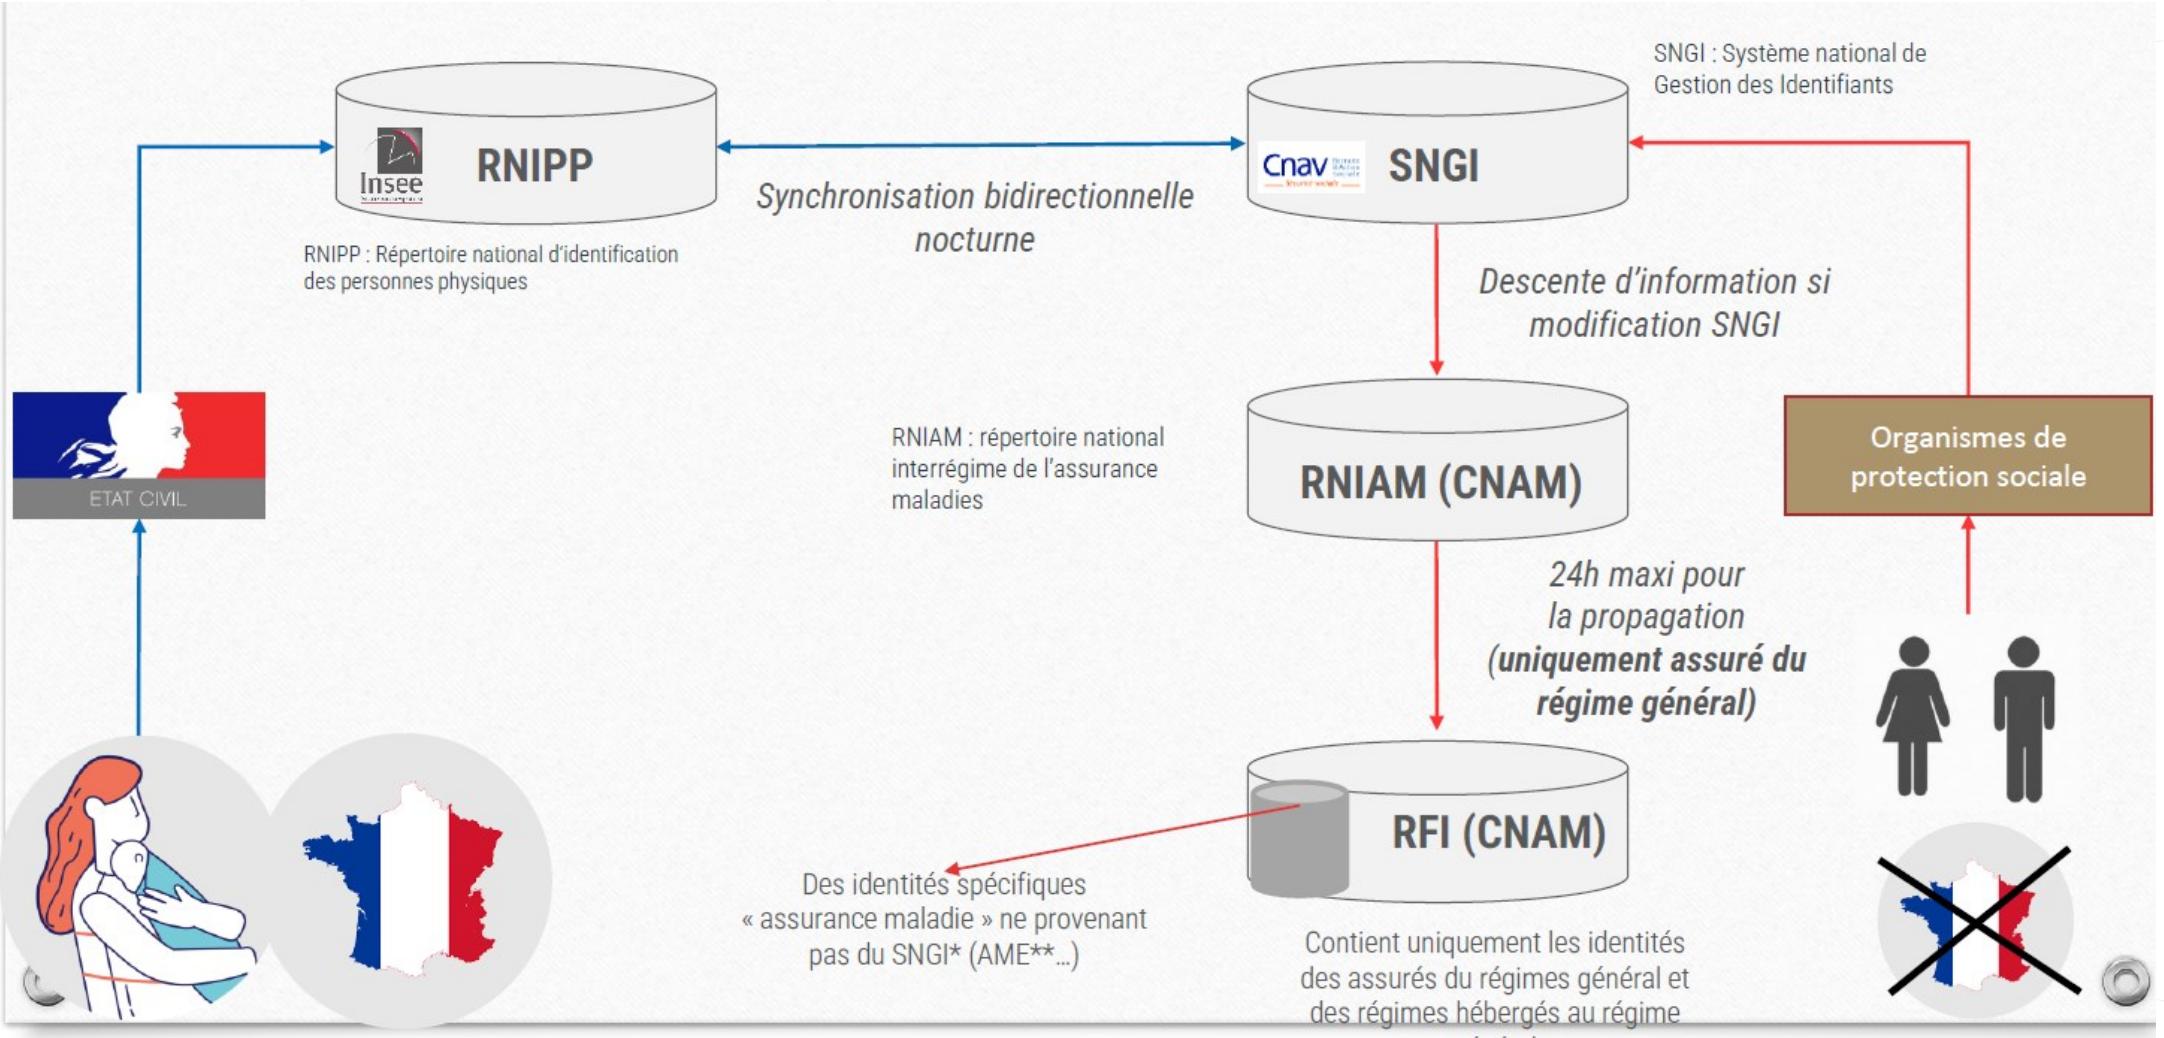 SNGI : Système national de
Gestion des Identifiants
Insee
RNIPP
Cnav
SNGI
Synchronisation bidirectionnelle
nocturne
RNIPP : Répertoire national d'identification
des personnes physiques
Descente d'information si
modification SNGI
ETAT CIVIL
RNIAM : répertoire national
interrégime de l'assurance
maladies
RNIAM (CNAM)
Organismes de
protection sociale
24h maxi pour
la propagation
(uniquement assuré du
régime général)
RFI (CNAM)
Des identités spécifiques
« assurance maladie » ne provenant
pas du SNGI* (AME**...)
Contient uniquement les identités
des assurés du régimes général et
des régimes hébergés au régime